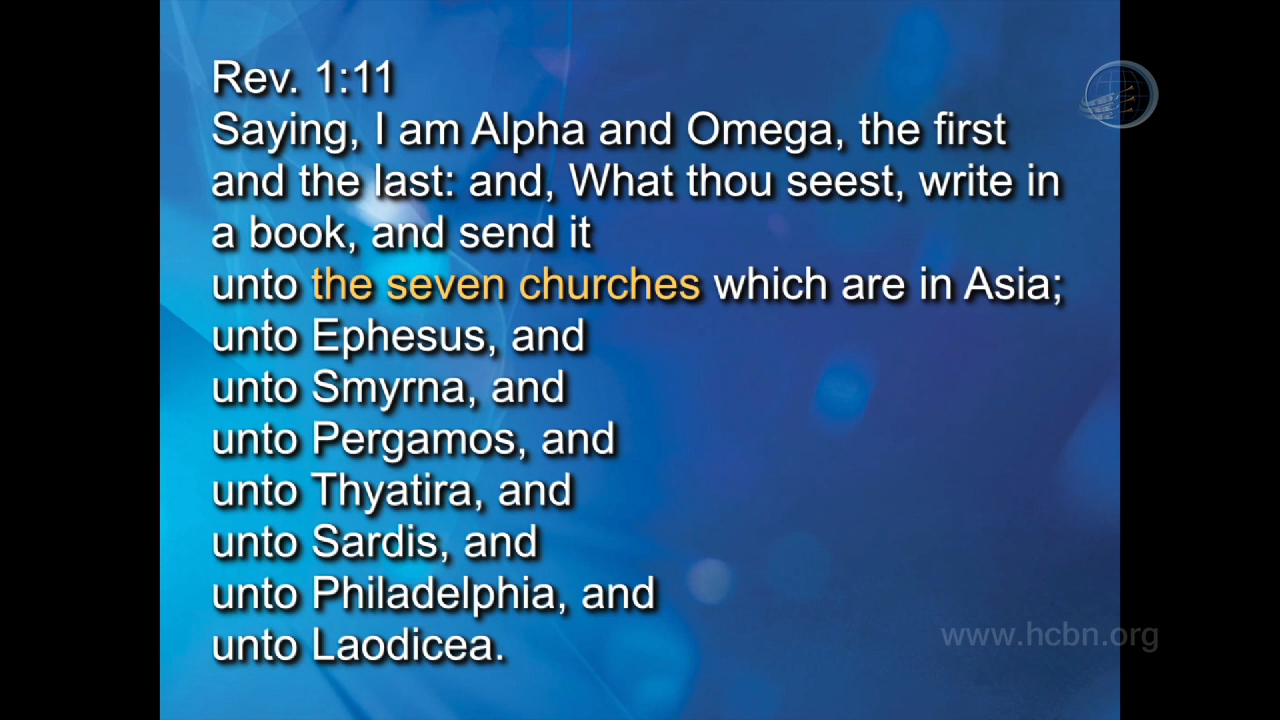 Rev. 1:11
Saying, I am Alpha and Omega, the first
and the last: and, What thou seest, write in
a book, and send it
unto the seven churches which are in Asia;
unto Ephesus, and
unto Smyrna, and
unto Pergamos, and
unto Thyatira, and
unto Sardis, and
unto Philadelphia, and
unto Laodicea.
www.hcbn.org